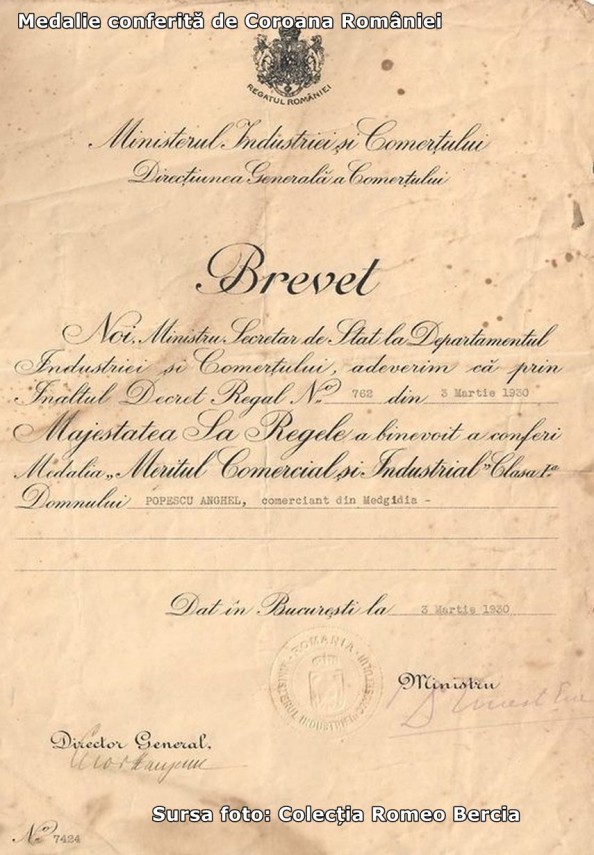 Medalie conferită de Coroana României
REGATUL ROMÂNIEI
Ministerul Industriei și Comerțului
Direcțiunea Generală a Comerțului
Brevet
Noi, Ministru Secretar de Stat la Departamentul
Industriei și Comerțului, adeverim că prin
Înaltul Decret Regal No. 762 din 3 Martie 1930
Majestatea Sa Regele a binevoit a conferi
Medalia „Meritul Comercial și Industrial" Clasa I-a
Domnului POPESCU ANGHEL, comerciant din Medgidia -
Dat în București la 3 Martie 1930
ROMANIA
MINISTERUL INDUSTRIEI
Ministru
Director General.
Sursa foto: Colecția Romeo Bercia
No. 7424